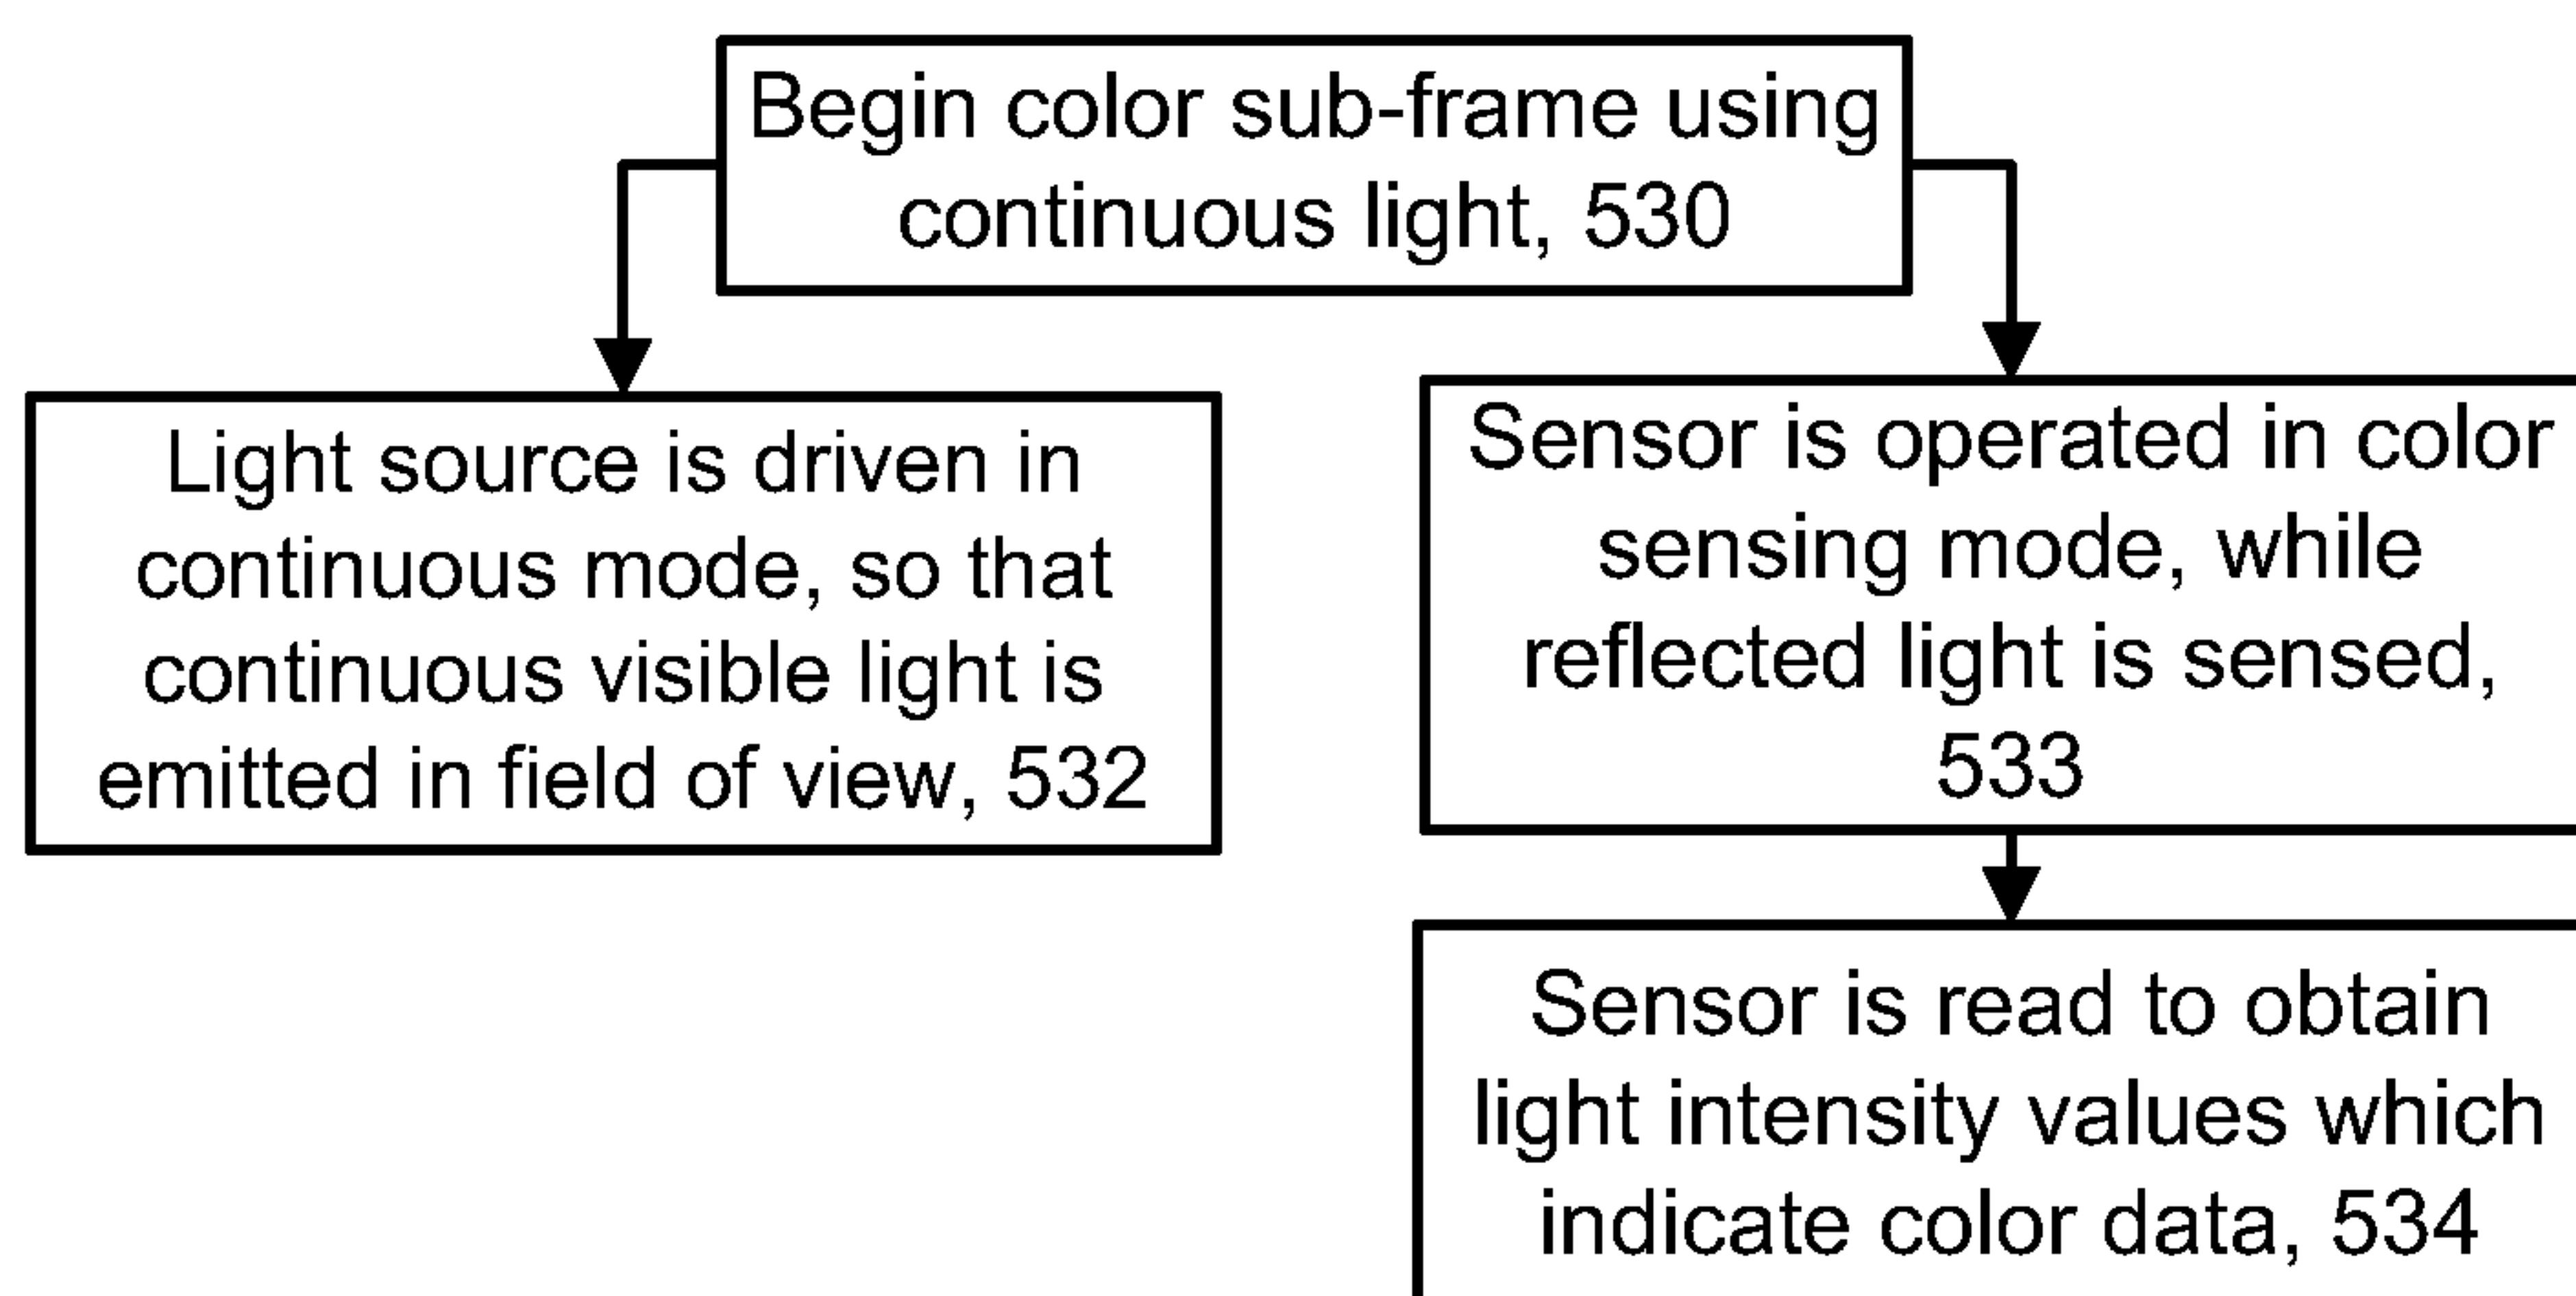 Begin color sub-frame using
continuous light, 530
Light source is driven in
continuous mode, so that
continuous visible light is
emitted in field of view, 532
Sensor is operated in color
sensing mode, while
reflected light is sensed,
533
Sensor is read to obtain
light intensity values which
indicate color data, 534